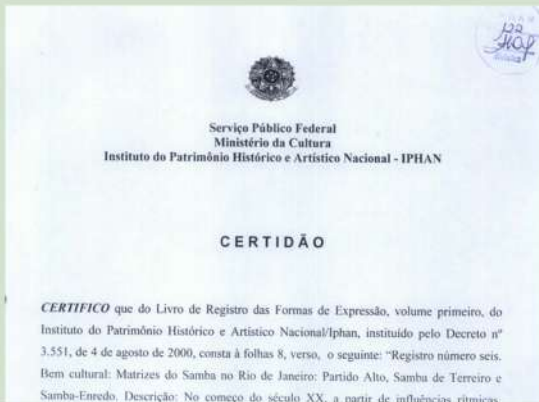 Serviço Público Federal
Ministério da Cultura
Instituto do Patrimônio Histórico e Artístico Nacional - IPHAN
CERTIDÃO
CERTIFICO que do Livro de Registro das Formas de Expressão, volume primeiro, do
Instituto do Patrimônio Histórico e Artístico Nacional/Iphan, instituído pelo Decreto nº
3.551, de 4 de agosto de 2000, consta à folhas 8, verso, o seguinte: "Registro número seis.
Bem cultural: Matrizes do Samba no Rio de Janeiro: Partido Alto, Samba de Terreiro e
Samba-Enredo. Descrição: No começo do século XX, a partir de influências rítmicas,